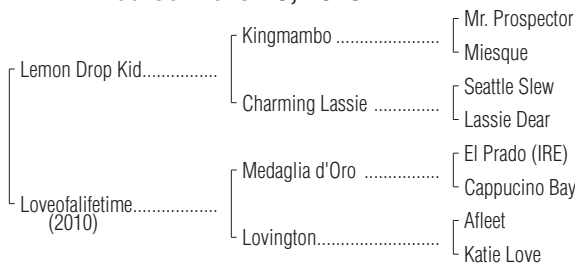 Kingmambo ....................
Mr. Prospector
Miesque
Lemon Drop Kid...............
Charming Lassie .............
Seattle Slew
Lassie Dear
Medaglia d'Oro ...............
El Prado (IRE)
Cappucino Bay
Loveofalifetime.................
(2010)
Lovington.........................
Afleet
Katie Love